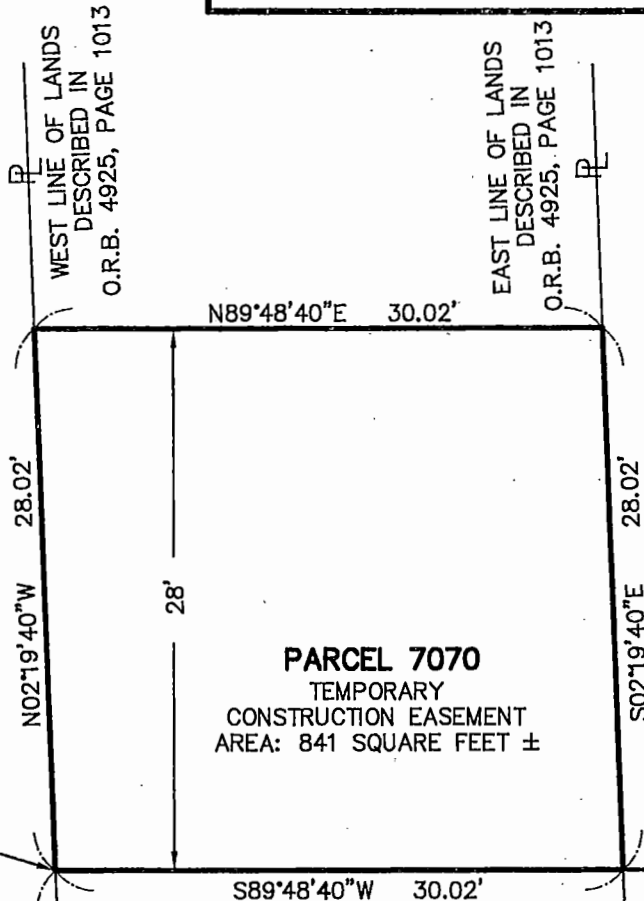 WEST LINE OF LANDS
DESCRIBED IN
O.R.B. 4925, PAGE 1013
EAST LINE OF LANDS
DESCRIBED IN
O.R.B. 4925, PAGE 1013
PL
PL
N89°48'40"E 30.02'
N02°19'40"W 28.02'
28'
S02°19'40"E 28.02'
PARCEL 7070
TEMPORARY
CONSTRUCTION EASEMENT
AREA: 841 SQUARE FEET ±
S89°48'40"W 30.02'